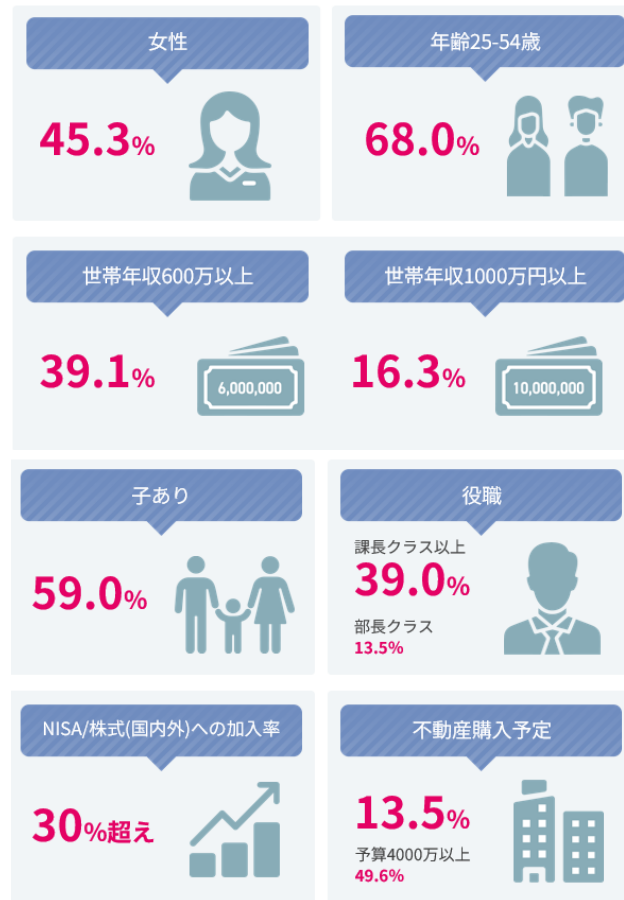 女性
45.3%
年齢25-54歳
68.0%
世帯年収600万以上
39.1%
6,000,000
世帯年収1000万円以上
16.3%
10,000,000
子あり
59.0%
役職
課長クラス以上
39.0%
部長クラス
13.5%
NISA/株式(国内外)への加入率
30%超え
不動産購入予定
13.5%
予算4000万以上
49.6%